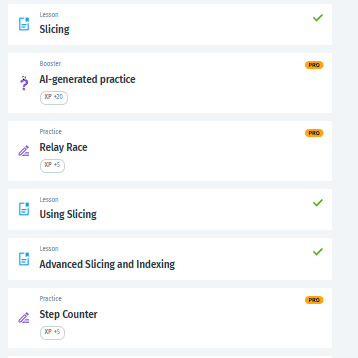 Lesson
Slicing
Booster
PRO
AI-generated practice
XP +20
Practice
PRO
Relay Race
XP +5
Lesson
Using Slicing
Lesson
Advanced Slicing and Indexing
Practice
PRO
Step Counter
XP +5